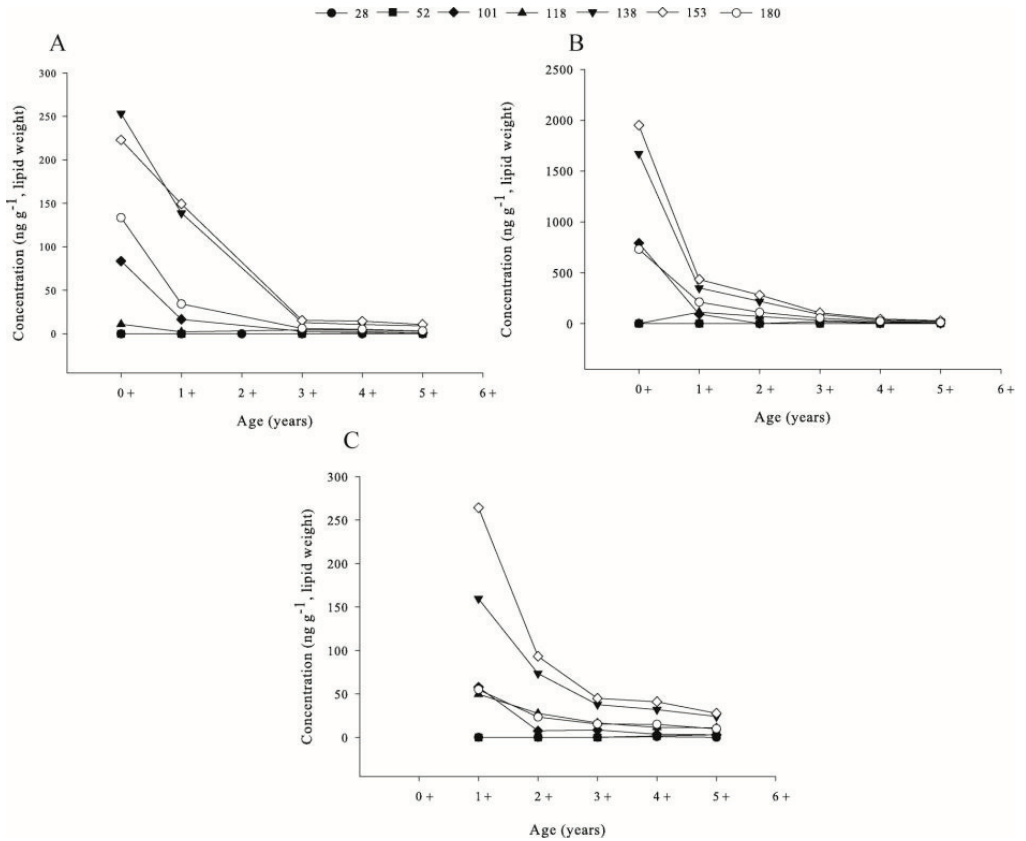 28 52 101 118 138 153 180
A
300
250
200
150
100
50
0
Concentration (ng g-1, lipid weight)
0 + 1 + 2 + 3 + 4 + 5 + 6 +
Age (years)
B
2500
2000
1500
1000
500
0
Concentration (ng g-1, lipid weight)
0 + 1 + 2 + 3 + 4 + 5 + 6 +
Age (years)
C
300
250
200
150
100
50
0
Concentration (ng g-1, lipid weight)
0 + 1 + 2 + 3 + 4 + 5 + 6 +
Age (years)